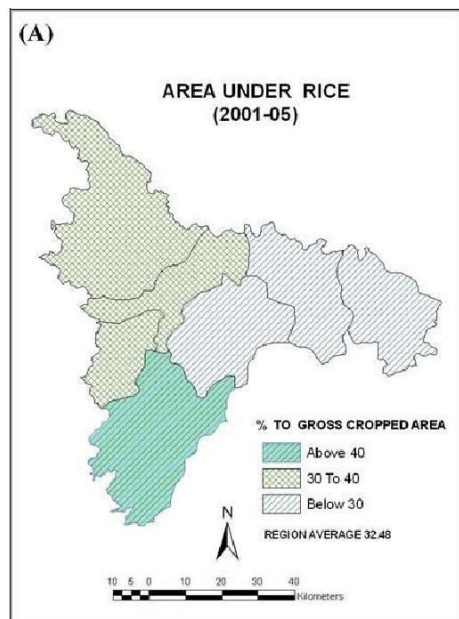 (A)
AREA UNDER RICE
(2001-05)
% TO GROSS CROPPED AREA
Above 40
30 To 40
Below 30
N
REGION AVERAGE 32.48
10 5 0 10 20 30 40
Kilometers